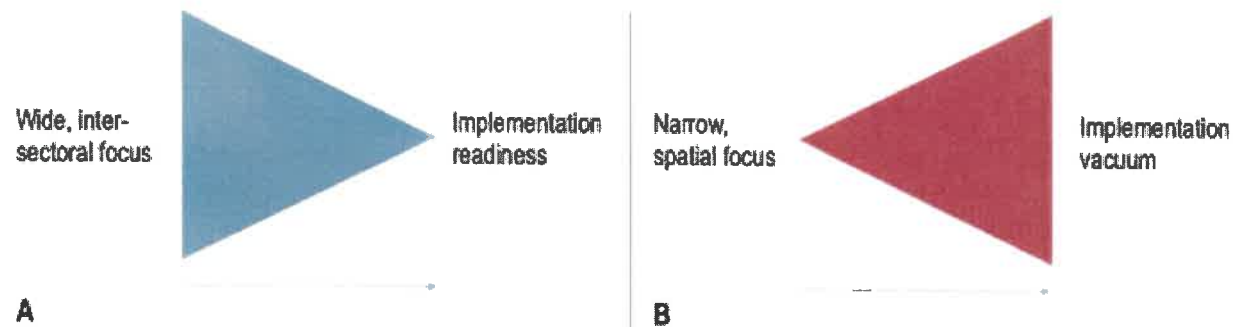 Wide, inter-
sectoral focus
Implementation
readiness
A
Narrow,
spatial focus
Implementation
vacuum
B